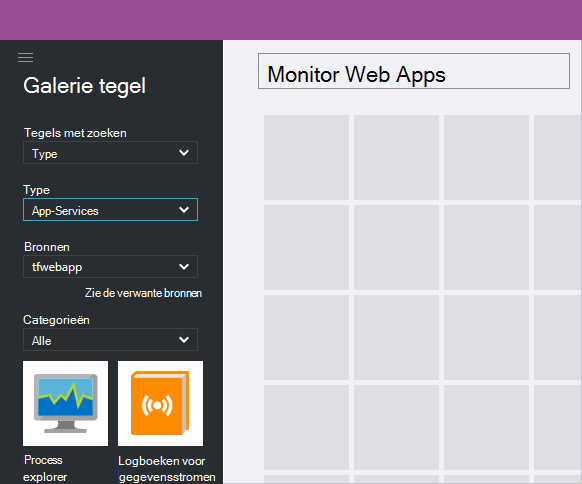 Galerie tegel
Monitor Web Apps
Tegels met zoeken
Type
Type
App-Services
Bronnen
tfwebapp
Zie de verwante bronnen
Categorieën
Alle
Process
explorer
Logboeken voor
gegevensstromen